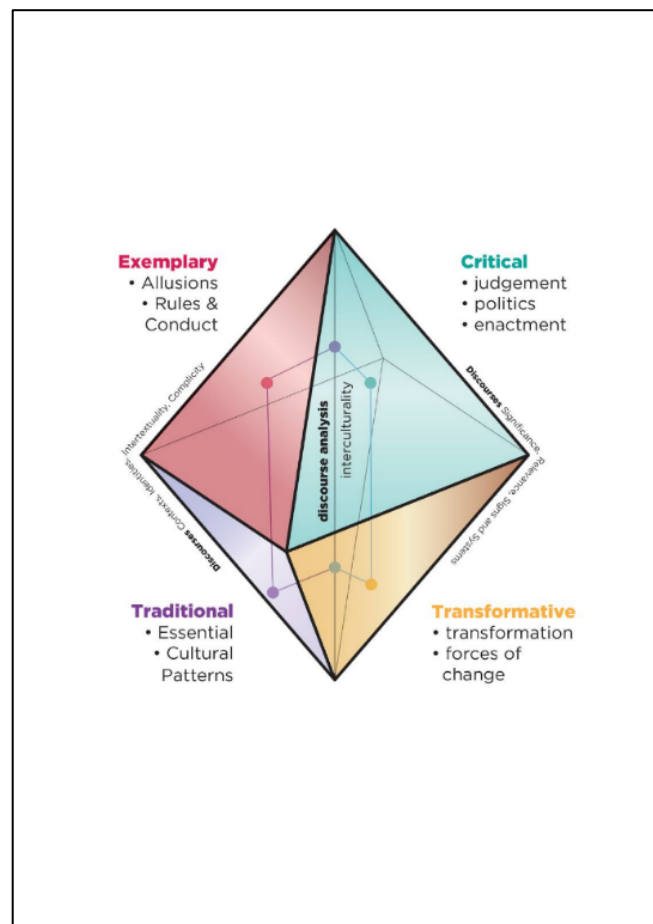 Exemplary
• Allusions
• Rules &
Conduct
Critical
• judgement
• politics
• enactment
Discourses Contexts, Identities, Intertextuality, Complicity
discourse analysis
interculturality
Discourses Significance, Relevance, Signs and Systems
Traditional
• Essential
• Cultural
Patterns
Transformative
• transformation
• forces of
change